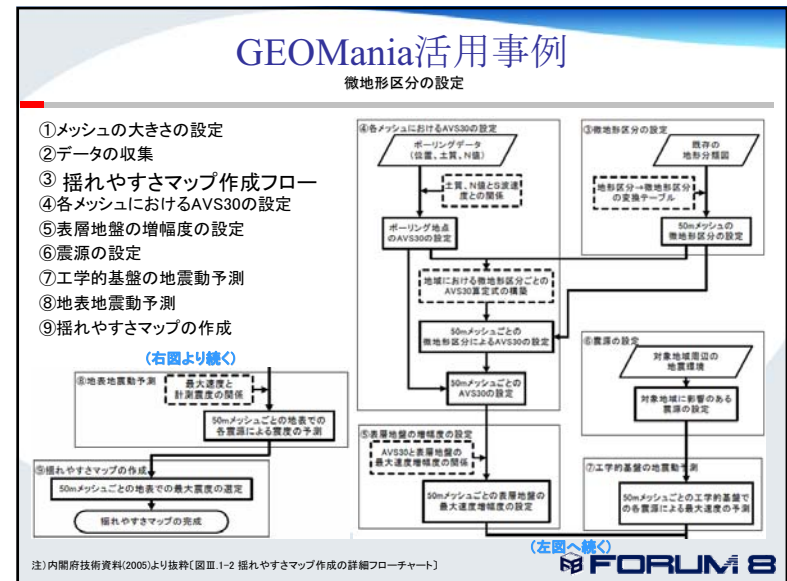 GEOMania活用事例
微地形区分の設定
①メッシュの大きさの設定
②データの収集
③ 揺れやすさマップ作成フロー
④各メッシュにおけるAVS30の設定
⑤表層地盤の増幅度の設定
⑥震源の設定
⑦工学的基盤の地震動予測
⑧地表地震動予測
⑨揺れやすさマップの作成
(右図より続く)
⑧地表地震動予測
最大速度と
計測震度の関係
50mメッシュごとの地表での
各震源による震度の予測
⑨揺れやすさマップの作成
50mメッシュごとの地表での最大震度の選定
揺れやすさマップの完成
④各メッシュにおけるAVS30の設定
ボーリングデータ
(位置、土質、N値)
土質、N値とS波速
度との関係
ボーリング地点
のAVS30の設定
地域における微地形区分ごとの
AVS30算定式の構築
50mメッシュごとの
微地形区分によるAVS30の設定
50mメッシュごとの
AVS30の設定
⑤表層地盤の増幅度の設定
AVS30と表層地盤の
最大速度増幅度の関係
50mメッシュごとの表層地盤の
最大速度増幅度の設定
③微地形区分の設定
既存の
地形分類図
地形区分→微地形区分
の変換テーブル
50mメッシュの
微地形区分の設定
⑥震源の設定
対象地域周辺の
地震環境
対象地域に影響のある
震源の設定
⑦工学的基盤の地震動予測
50mメッシュごとの工学的基盤で
の各震源による最大速度の予測
(左図へ続く)
注)内閣府技術資料(2005)より抜粋〔図Ⅲ.1-2 揺れやすさマップ作成の詳細フローチャート〕
FORUM 8